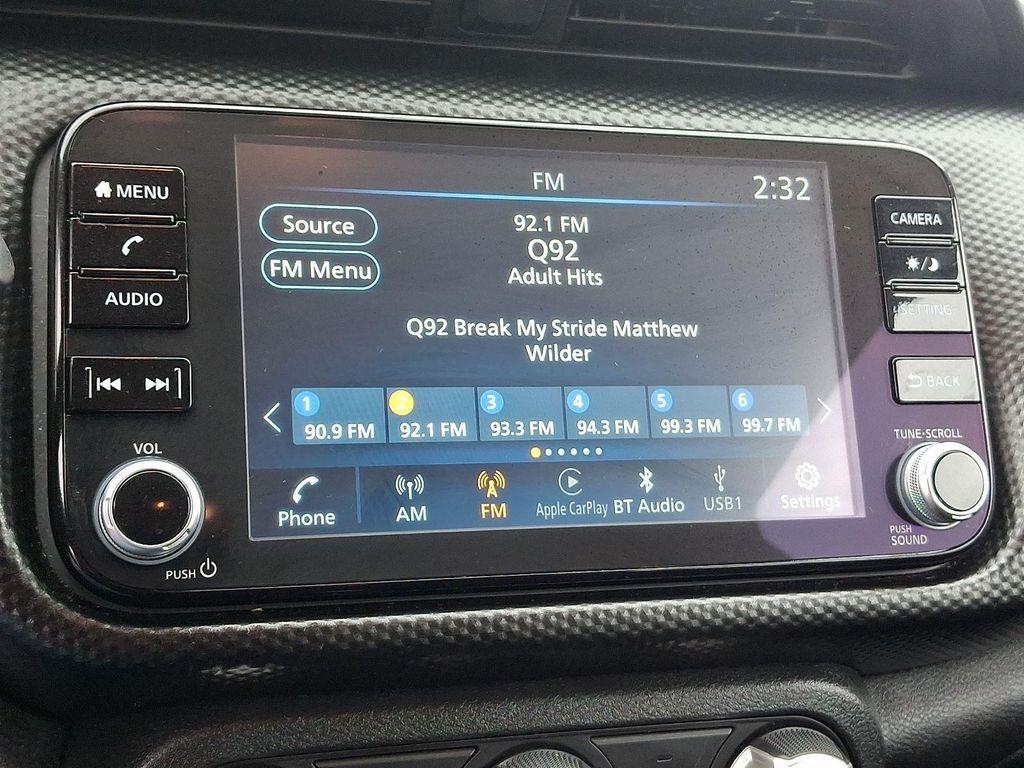 FM
2:32
MENU
AUDIO
VOL
PUSH
Source
FM Menu
92.1 FM
Q92
Adult Hits
Q92 Break My Stride Matthew
Wilder
1 2 3 4 5 6
90.9 FM 92.1 FM 93.3 FM 94.3 FM 99.3 FM 99.7 FM
Phone AM FM Apple CarPlay BT Audio USB1 Settings
CAMERA
SETTING
BACK
TUNE·SCROLL
PUSH
SOUND